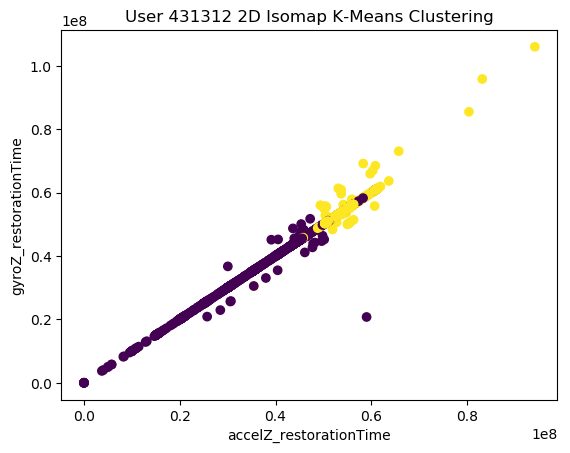 User 431312 2D Isomap K-Means Clustering
1e8
1.0
0.8
0.6
0.4
0.2
0.0
gyroZ_restorationTime
0.0 0.2 0.4 0.6 0.8
accelZ_restorationTime
1e8